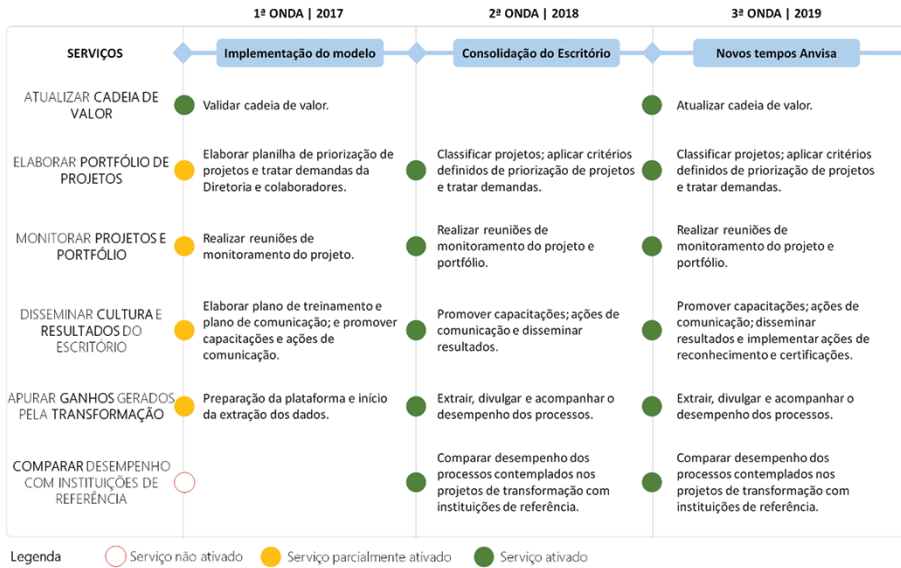 1ª ONDA | 2017
2ª ONDA | 2018
3ª ONDA | 2019
SERVIÇOS
Implementação do modelo
Consolidação do Escritório
Novos tempos Anvisa
ATUALIZAR CADEIA DE
VALOR
Validar cadeia de valor.
Atualizar cadeia de valor.
ELABORAR PORTFÓLIO DE
PROJETOS
Elaborar planilha de priorização de
projetos e tratar demandas da
Diretoria e colaboradores.
Classificar projetos; aplicar critérios
definidos de priorização de projetos
e tratar demandas.
Classificar projetos; aplicar critérios
definidos de priorização de projetos
e tratar demandas.
MONITORAR PROJETOS E
PORTFÓLIO
Realizar reuniões de
monitoramento do projeto.
Realizar reuniões de
monitoramento do projeto e
portfólio.
Realizar reuniões de
monitoramento do projeto e
portfólio.
DISSEMINAR CULTURA E
RESULTADOS DO
ESCRITÓRIO
Elaborar plano de treinamento e
plano de comunicação; e promover
capacitações e ações de
comunicação.
Promover capacitações; ações de
comunicação e disseminar
resultados.
Promover capacitações; ações de
comunicação; disseminar
resultados e implementar ações de
reconhecimento e certificações.
APURAR GANHOS GERADOS
PELA TRANSFORMAÇÃO
Preparação da plataforma e início
da extração dos dados.
Extrair, divulgar e acompanhar o
desempenho dos processos.
Extrair, divulgar e acompanhar o
desempenho dos processos.
COMPARAR DESEMPENHO
COM INSTITUIÇÕES DE
REFERÊNCIA
Comparar desempenho dos
processos contemplados nos
projetos de transformação com
instituições de referência.
Comparar desempenho dos
processos contemplados nos
projetos de transformação com
instituições de referência.
Legenda
Serviço não ativado
Serviço parcialmente ativado
Serviço ativado